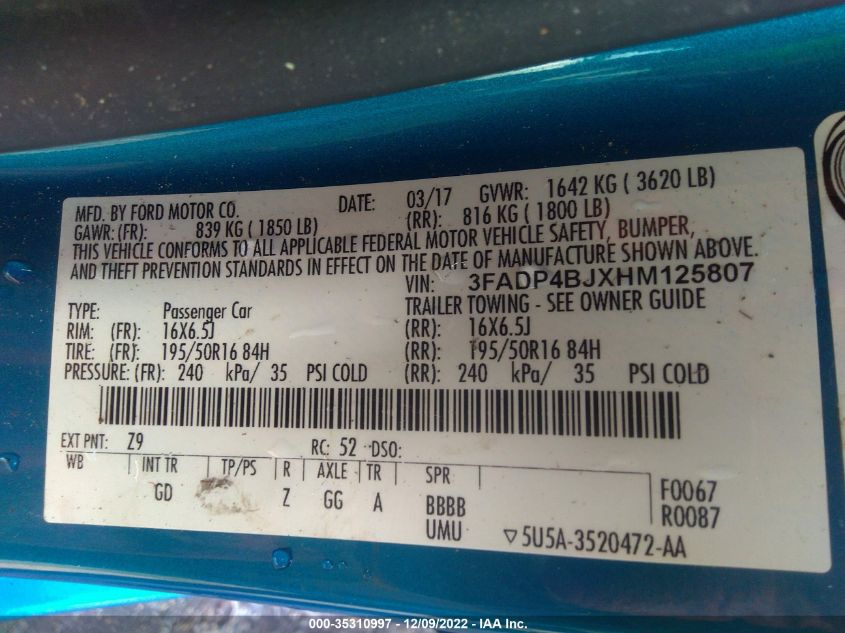 MFD. BY FORD MOTOR CO. DATE: 03/17 GVWR: 1642 KG ( 3620 LB)
GAWR: (FR): 839 KG ( 1850 LB) (RR): 816 KG ( 1800 LB)
THIS VEHICLE CONFORMS TO ALL APPLICABLE FEDERAL MOTOR VEHICLE SAFETY, BUMPER,
AND THEFT PREVENTION STANDARDS IN EFFECT ON THE DATE OF MANUFACTURE SHOWN ABOVE.
VIN: 3FADP4BJXHM125807
TYPE: Passenger Car TRAILER TOWING - SEE OWNER GUIDE
RIM: (FR): 16X6.5J (RR): 16X6.5J
TIRE: (FR): 195/50R16 84H (RR): 195/50R16 84H
PRESSURE: (FR): 240 kPa/ 35 PSI COLD (RR): 240 kPa/ 35 PSI COLD
EXT PNT: Z9 RC: 52 DSO:
WB INT TR TP/PS R AXLE TR SPR
GD Z GG A BBBB F0067
UMU R0087
▽5U5A-3520472-AA
000-35310997 - 12/09/2022 - IAA Inc.